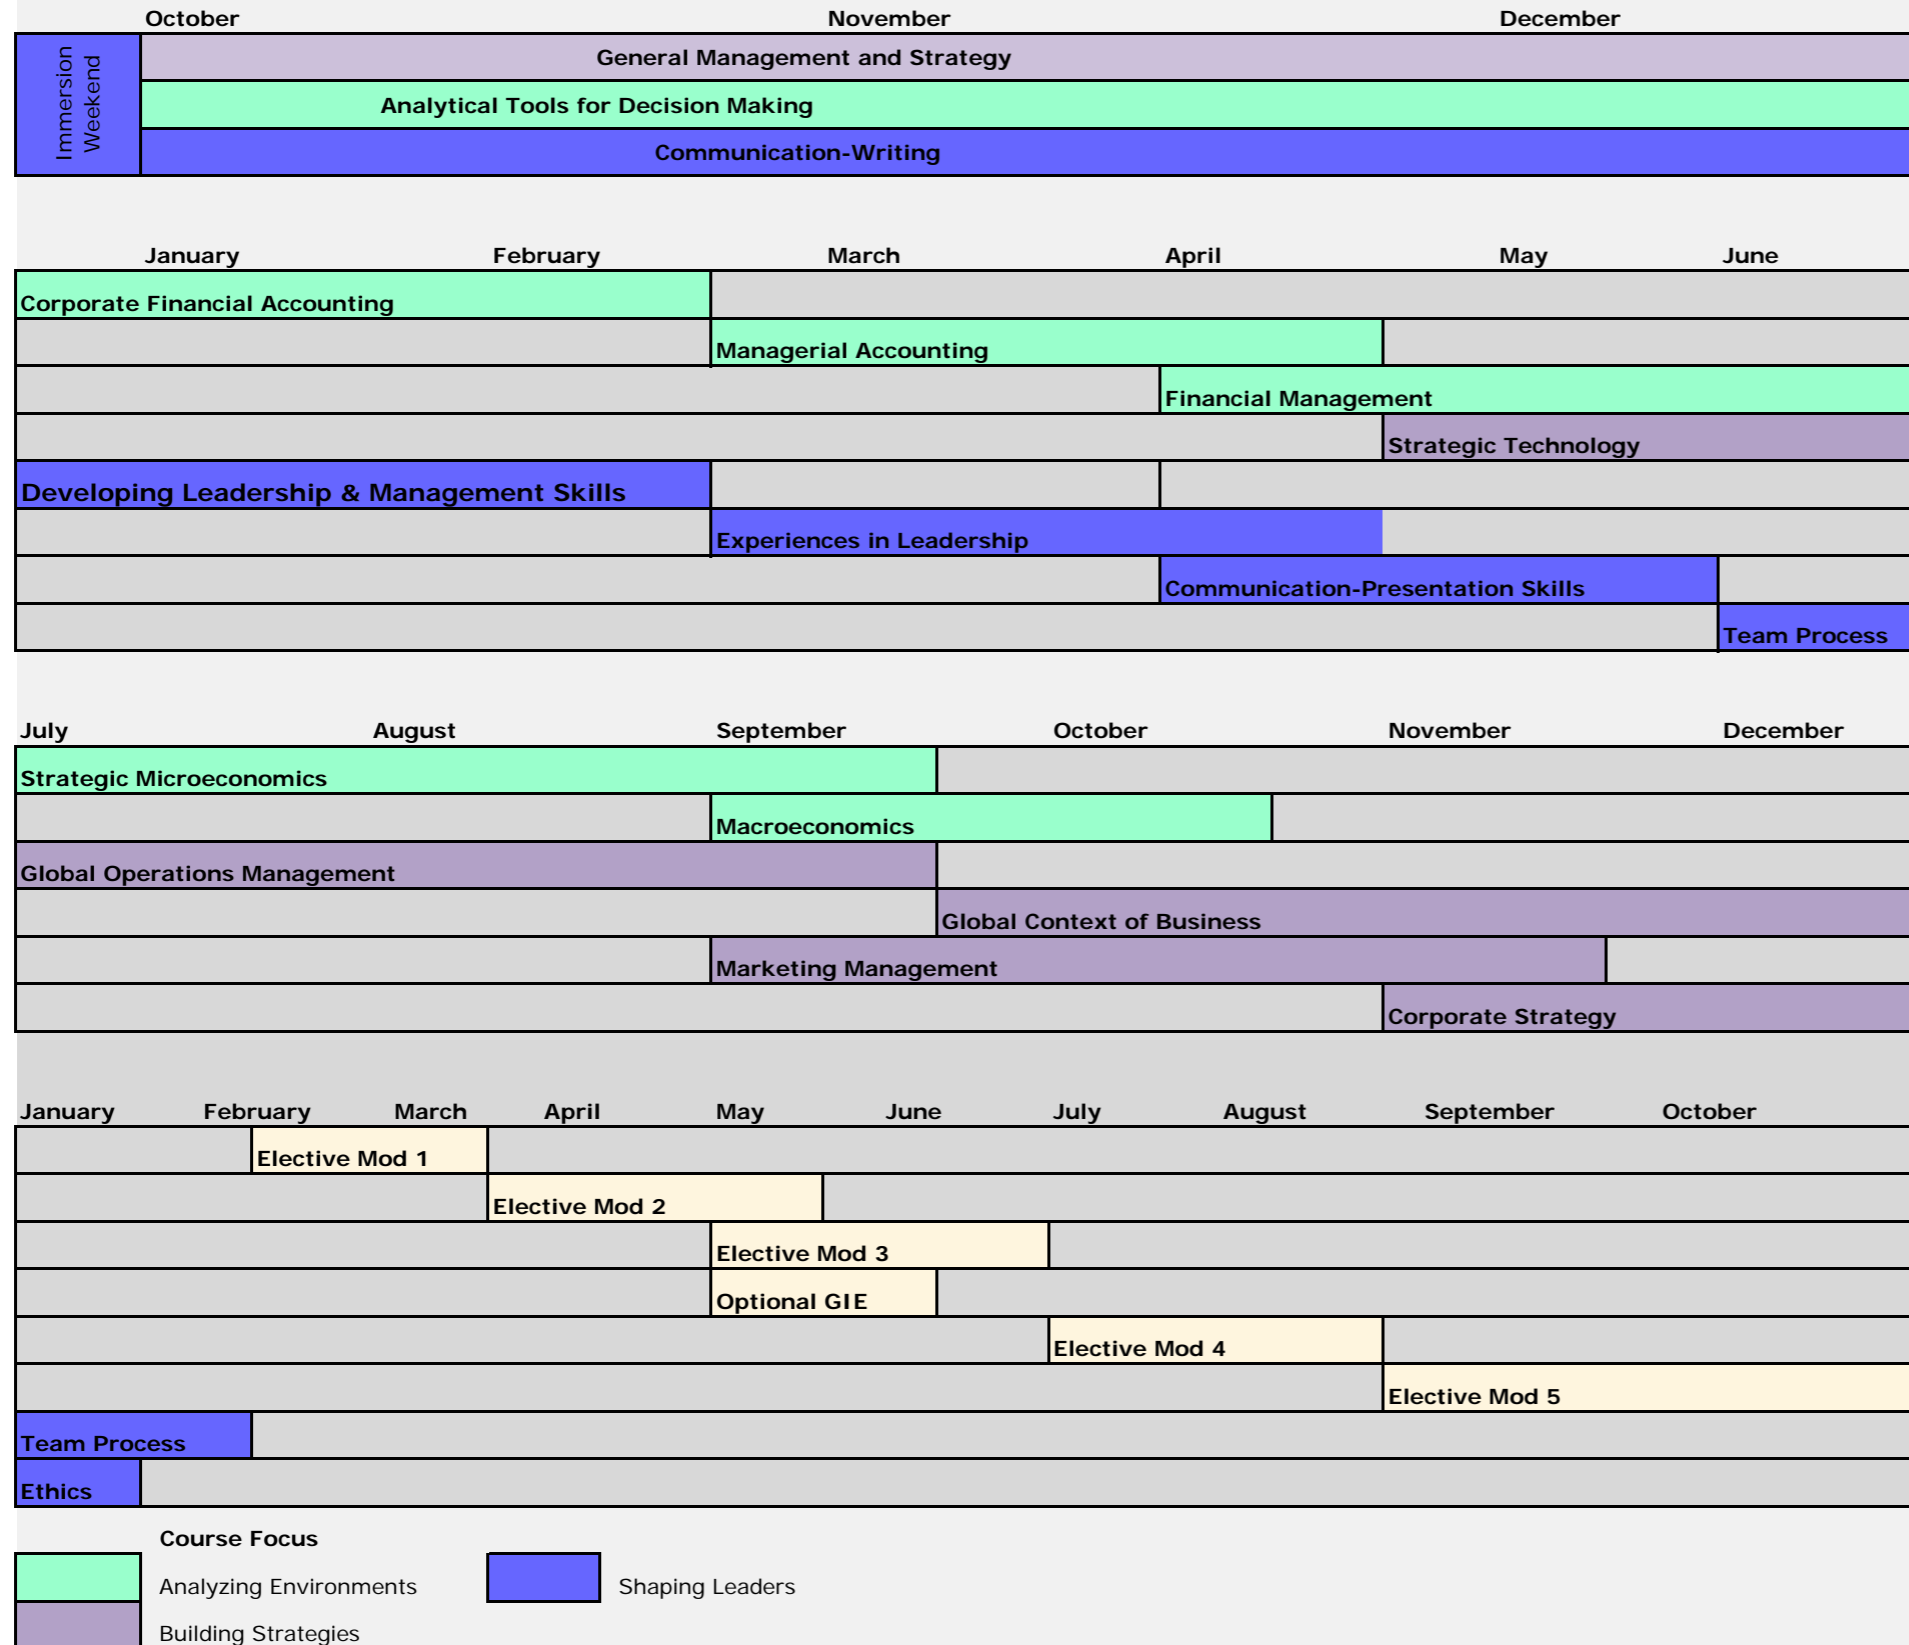 October November December
Immersion
Weekend
General Management and Strategy
Analytical Tools for Decision Making
Communication-Writing
January February March April May June
Corporate Financial Accounting
Managerial Accounting
Financial Management
Strategic Technology
Developing Leadership & Management Skills
Experiences in Leadership
Communication-Presentation Skills
Team Process
July August September October November December
Strategic Microeconomics
Macroeconomics
Global Operations Management
Global Context of Business
Marketing Management
Corporate Strategy
January February March April May June July August September October
Elective Mod 1
Elective Mod 2
Elective Mod 3
Optional GIE
Elective Mod 4
Elective Mod 5
Team Process
Ethics
Course Focus
Analyzing Environments Shaping Leaders
Building Strategies